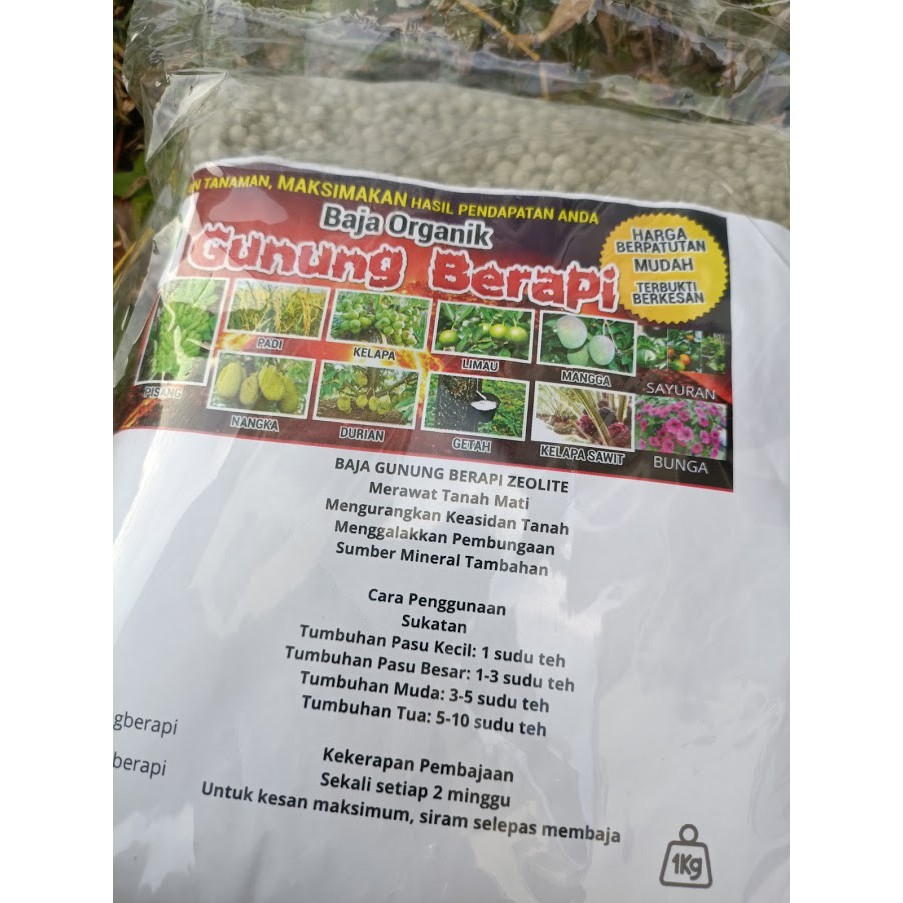 TANAMAN, MAKSIMAKAN HASIL PENDAPATAN ANDA
Baja Organik
Gunung Berapi
HARGA
BERPATUTAN
MUDAH
TERBUKTI
BERKESAN
PISANG
PADI
KELAPA
LIMAU
MANGGA
SAYURAN
NANGKA
DURIAN
GETAH
KELAPA SAWIT
BUNGA
BAJA GUNUNG BERAPI ZEOLITE
Merawat Tanah Mati
Mengurangkan Keasidan Tanah
Menggalakkan Pembungaan
Sumber Mineral Tambahan
Cara Penggunaan
Sukatan
Tumbuhan Pasu Kecil: 1 sudu teh
Tumbuhan Pasu Besar: 1-3 sudu teh
Tumbuhan Muda: 3-5 sudu teh
Tumbuhan Tua: 5-10 sudu teh
gberapi
berapi
Kekerapan Pembajaan
Sekali setiap 2 minggu
Untuk kesan maksimum, siram selepas membaja
1Kg